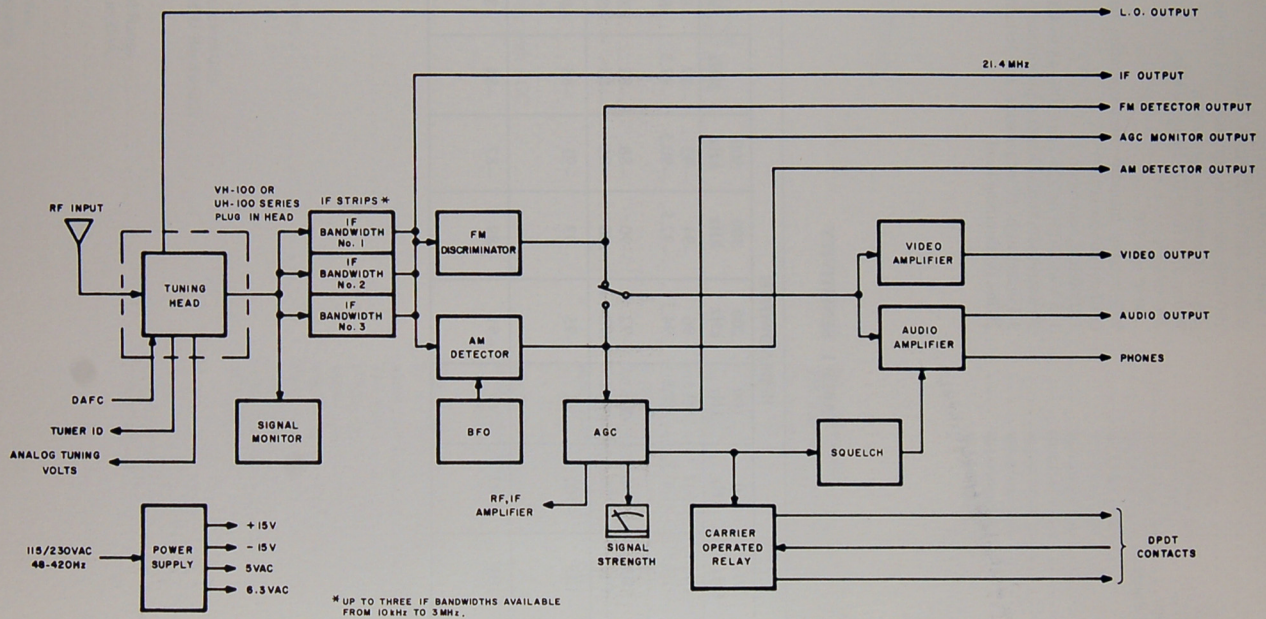 L.O. OUTPUT
21.4MHz
IF OUTPUT
FM DETECTOR OUTPUT
AGC MONITOR OUTPUT
AM DETECTOR OUTPUT
VH-100 OR
UH-100 SERIES
PLUG IN HEAD
IF STRIPS *
RF INPUT
IF
BANDWIDTH
No. 1
IF
BANDWIDTH
No. 2
IF
BANDWIDTH
No. 3
FM
DISCRIMINATOR
TUNING
HEAD
VIDEO
AMPLIFIER
VIDEO OUTPUT
AUDIO
AMPLIFIER
AUDIO OUTPUT
PHONES
AM
DETECTOR
DAFC
TUNER ID
ANALOG TUNING
VOLTS
SIGNAL
MONITOR
BFO
AGC
SQUELCH
RF, IF
AMPLIFIER
SIGNAL
STRENGTH
CARRIER
OPERATED
RELAY
DPDT
CONTACTS
115/230VAC
48-420Hz
POWER
SUPPLY
+15V
-15V
5VAC
6.3VAC
* UP TO THREE IF BANDWIDTHS AVAILABLE
FROM 10kHz TO 3MHz.